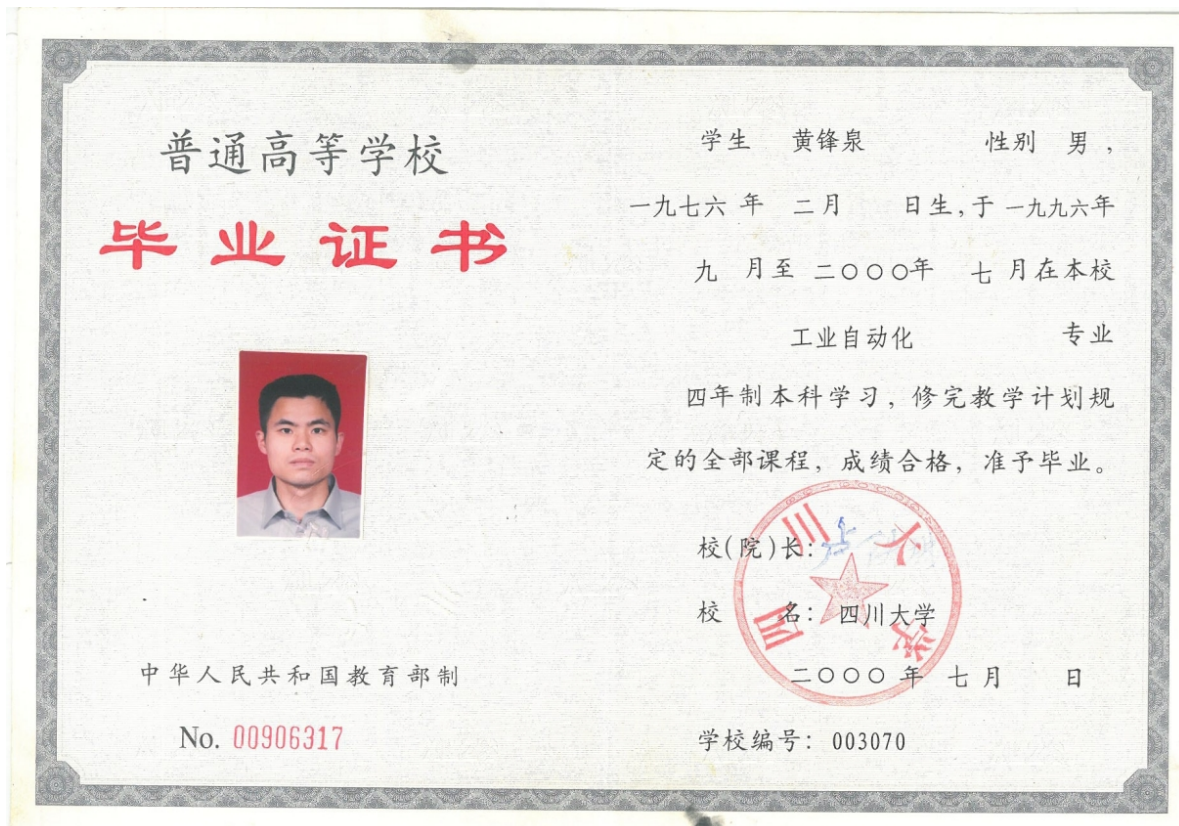 普通高等学校
毕业证书
中华人民共和国教育部制
No. 00906317
学生 黄锋泉 性别 男，
一九七六 年 二月 日生，于 一九九六年
九 月至 二〇〇〇年 七 月在本校
工业自动化 专业
四年制本科学习，修完教学计划规
定的全部课程，成绩合格，准予毕业。
校(院)长：
校 名：四川大学
二〇〇〇 年 七 月 日
学校编号：003070
四川大学